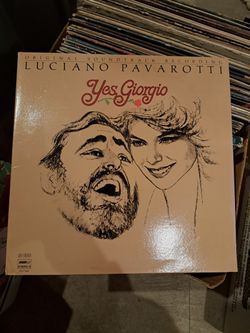 ORIGINAL SOUNDTRACK RECORDING
LUCIANO PAVAROTTI
Yes, Giorgio